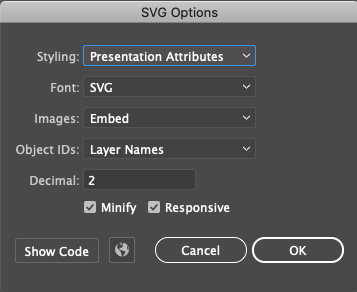 SVG Options
Styling: Presentation Attributes
Font: SVG
Images: Embed
Object IDs: Layer Names
Decimal: 2
Minify Responsive
Show Code Cancel OK